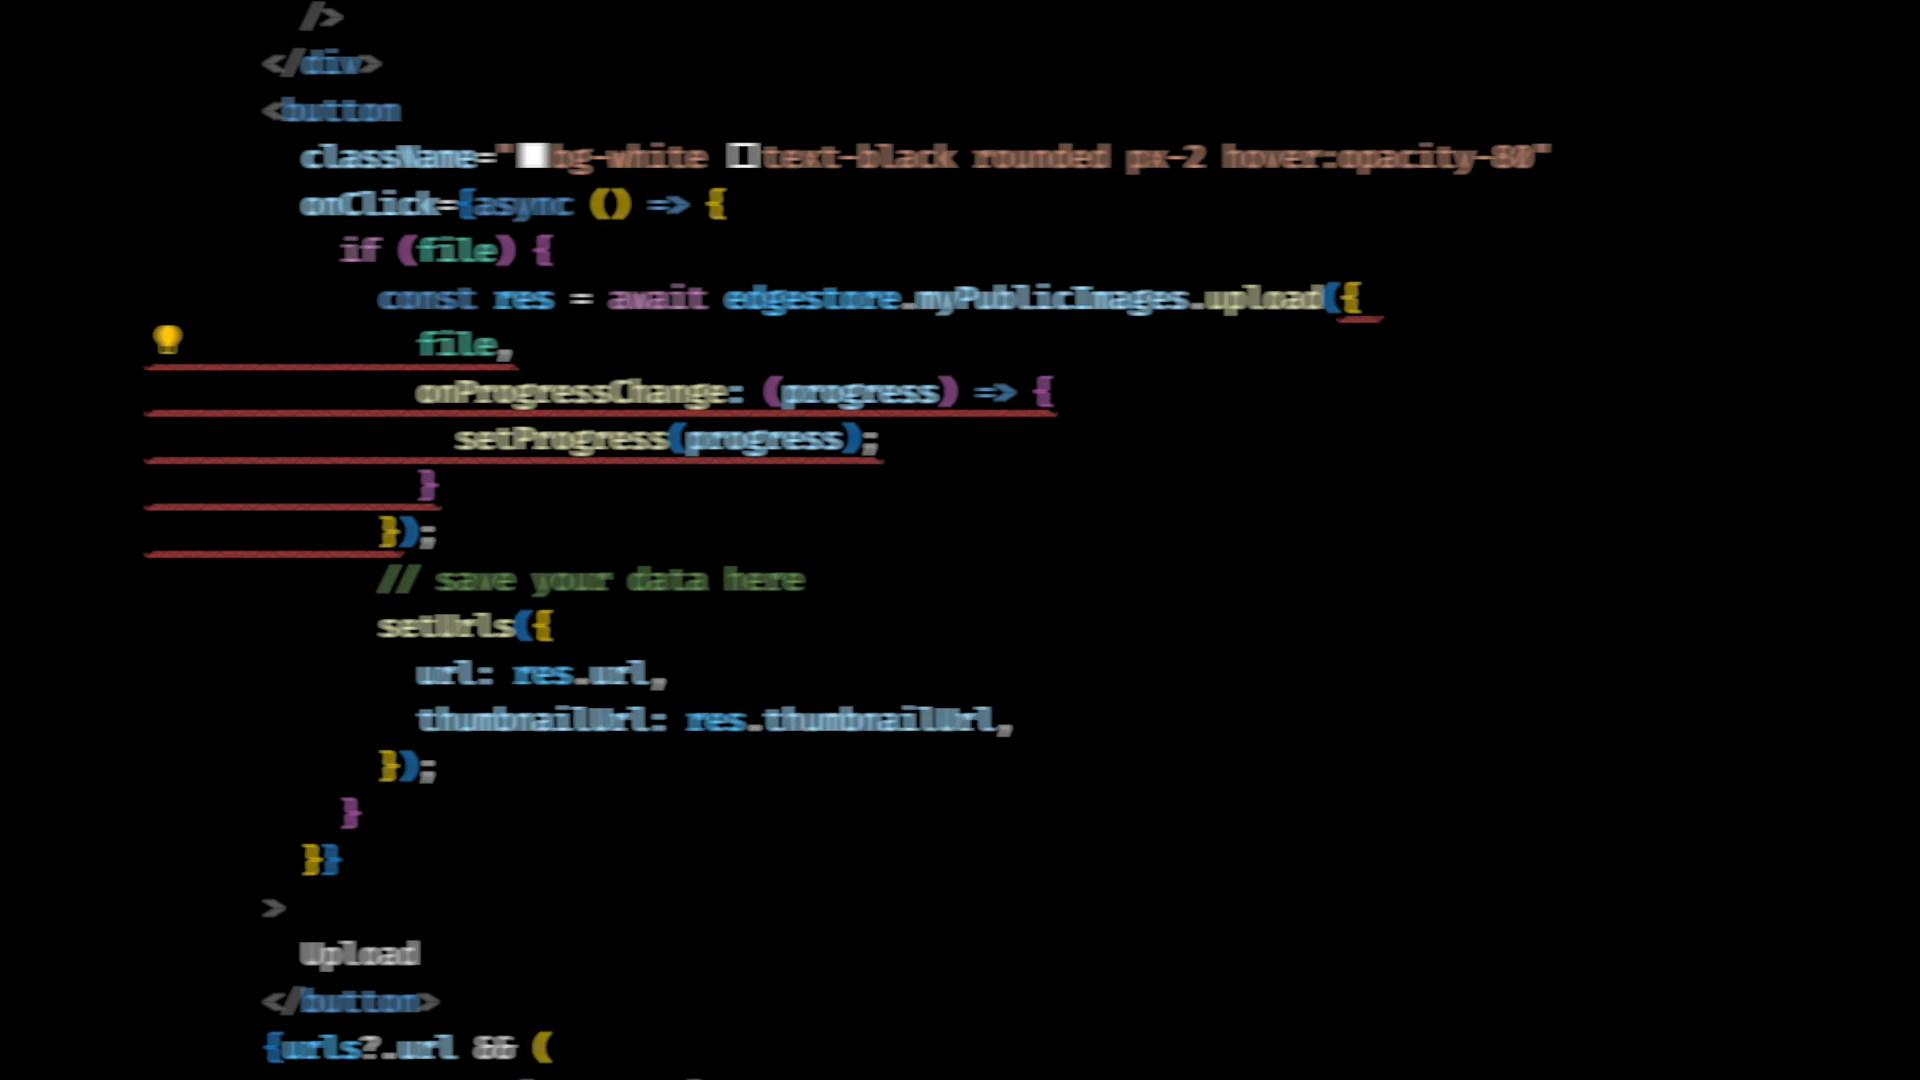 />
</div>
<button
className="bg-white text-black rounded px-2 hover:opacity-80"
onClick={async () => {
if (file) {
const res = await edgestore.myPublicImages.upload({
file,
onProgressChange: (progress) => {
setProgress(progress);
}
});
// save your data here
setUrls({
url: res.url,
thumbnailUrl: res.thumbnailUrl,
});
}
}}
>
Upload
</button>
{urls?.url && (